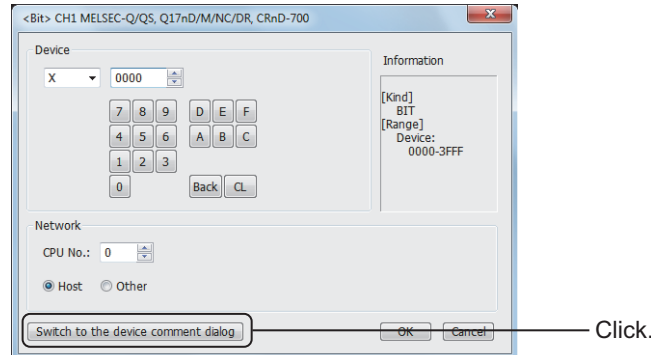 <Bit> CH1 MELSEC-Q/QS, Q17nD/M/NC/DR, CRnD-700
x
Device
X 0000
7 8 9 D E F
4 5 6 A B C
1 2 3
0 Back CL
Information
[Kind]
BIT
[Range]
Device:
0000-3FFF
Network
CPU No.: 0
Host Other
Switch to the device comment dialog OK Cancel
Click.